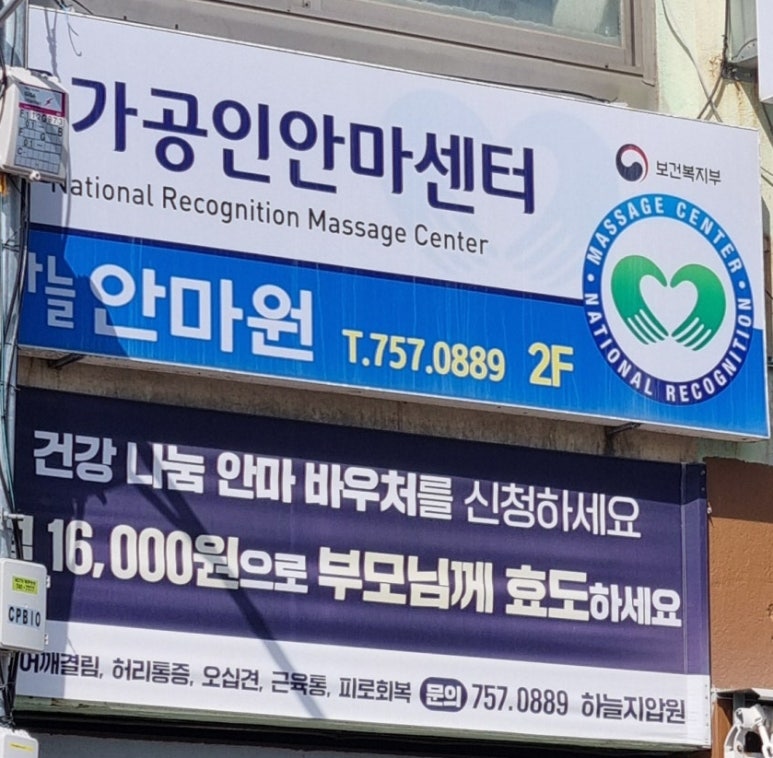 가공인안마센터
National Recognition Massage Center
보건복지부
MASSAGE CENTER
NATIONAL RECOGNITION
하늘 안마원 T.757.0889 2F
건강 나눔 안마 바우처를 신청하세요
16,000원으로 부모님께 효도하세요
어깨결림, 허리통증, 오십견, 근육통, 피로회복 문의 757.0889 하늘지압원
CPBIO